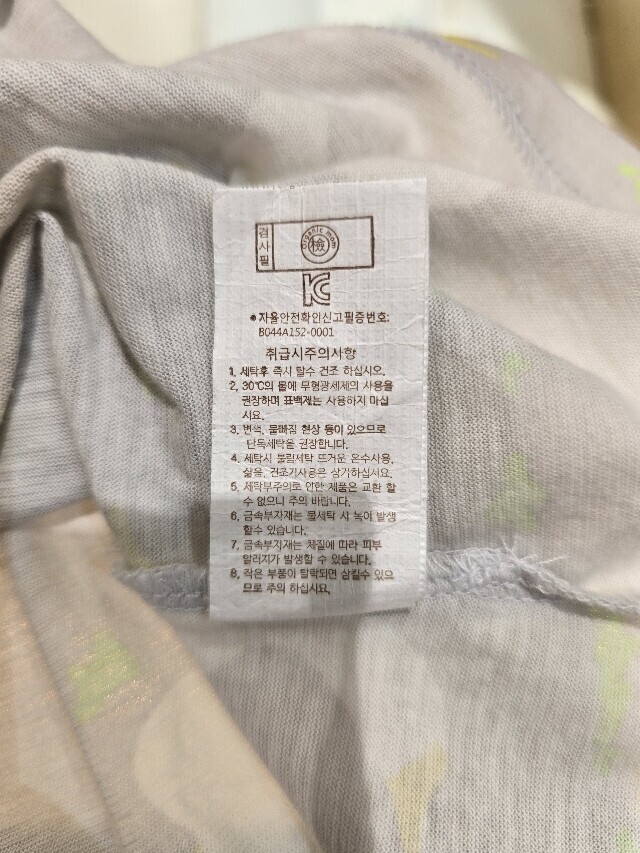 검사필
organic mom
檢
KC
●자율안전확인신고필증번호:
B044A152-0001
취급시주의사항
1, 세탁후 즉시 탈수 건조 하십시오.
2, 30℃의 물에 무형광세제의 사용을
권장하며 표백제는 사용하지 마십
시요.
3, 변색, 물빠짐 현상 등이 있으므로
단독세탁을 권장합니다.
4, 세탁시 불림세탁 뜨거운 온수사용,
삶음, 건조기사용은 삼가하십시요.
5, 세탁부주의로 인한 제품은 교환 할
수 없으니 주의 바랍니다.
6, 금속부자재는 물세탁 시 녹이 발생
할수 있습니다.
7, 금속부자재는 체질에 따라 피부
알러지가 발생할 수 있습니다.
8, 작은 부품이 탈락되면 삼킬수 있으
므로 주의 하십시요.